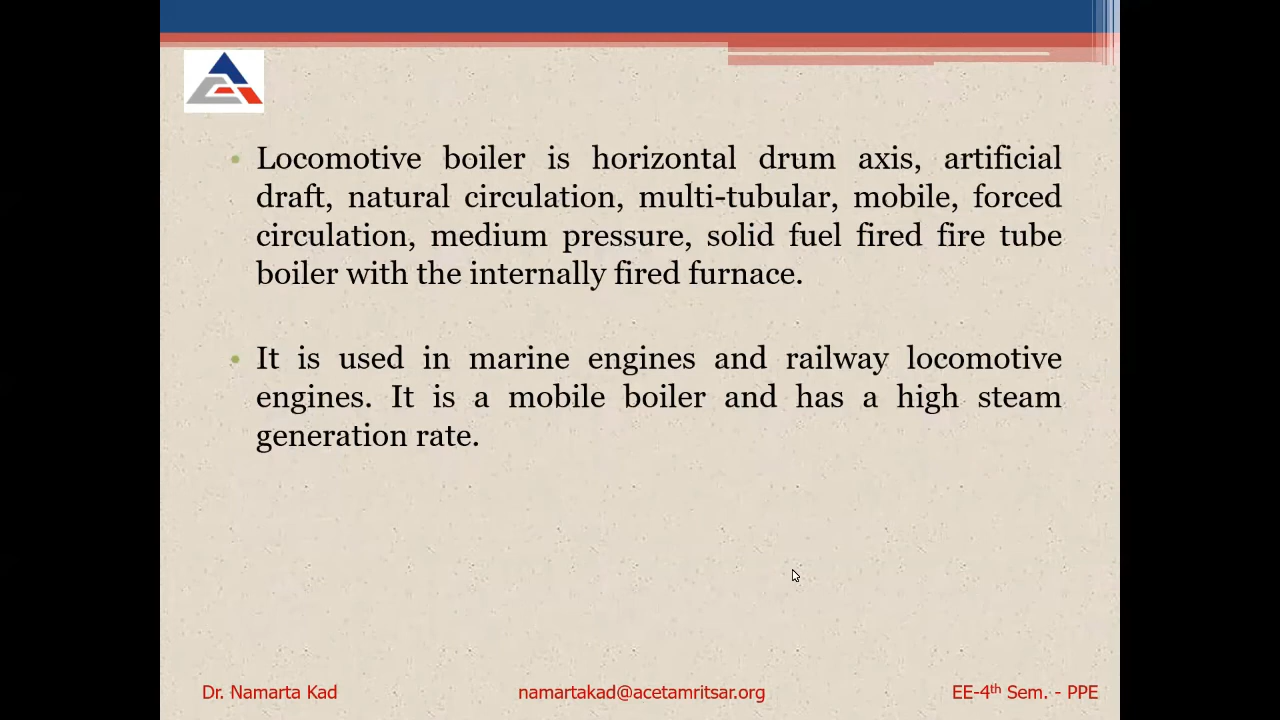 • Locomotive boiler is horizontal drum axis, artificial
draft, natural circulation, multi-tubular, mobile, forced
circulation, medium pressure, solid fuel fired fire tube
boiler with the internally fired furnace.
• It is used in marine engines and railway locomotive
engines. It is a mobile boiler and has a high steam
generation rate.
Dr. Namarta Kad namartakad@acetamritsar.org EE-4th Sem. - PPE